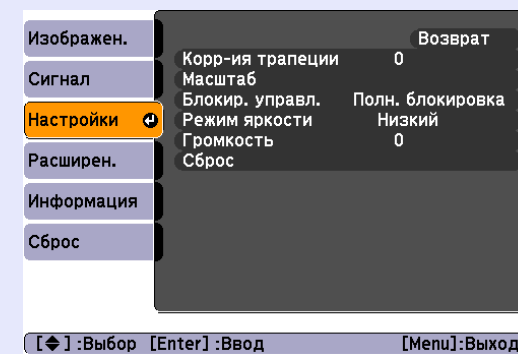 Изображен.
Сигнал
Настройки
Расширен.
Информация
Сброс
Возврат
Корр-ия трапеции 0
Масштаб
Блокир. управл. Полн. блокировка
Режим яркости Низкий
Громкость 0
Сброс
[◆] :Выбор [Enter] :Ввод [Menu]:Выход